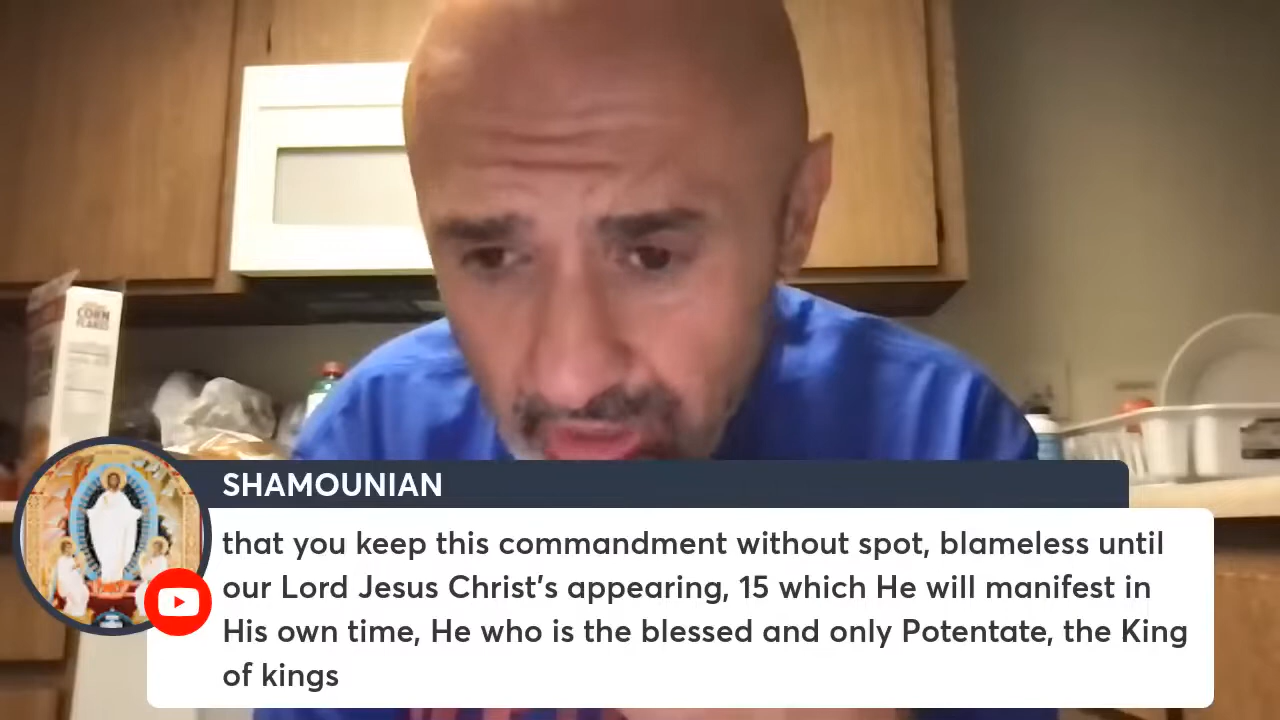 CORN
FLAKES
SHAMOUNIAN
that you keep this commandment without spot, blameless until
our Lord Jesus Christ's appearing, 15 which He will manifest in
His own time, He who is the blessed and only Potentate, the King
of kings